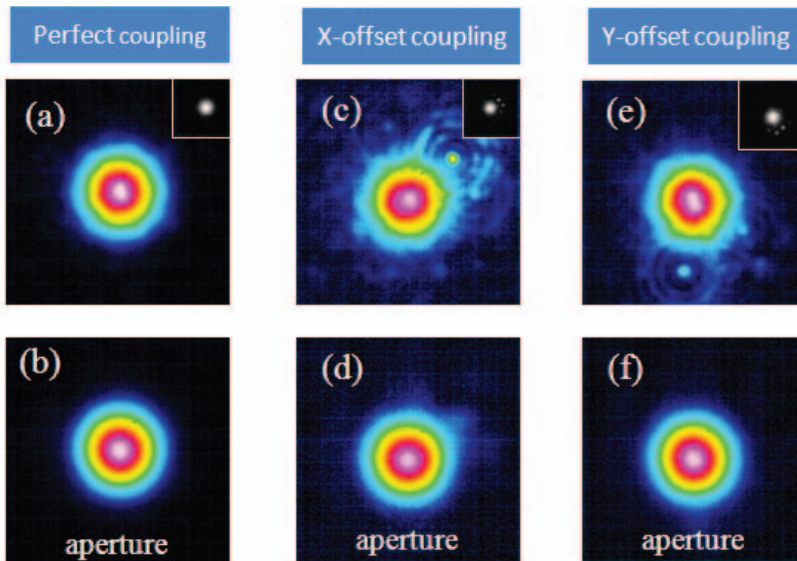 Perfect coupling
X-offset coupling
Y-offset coupling
(a)
(c)
(e)
(b)
(d)
(f)
aperture
aperture
aperture